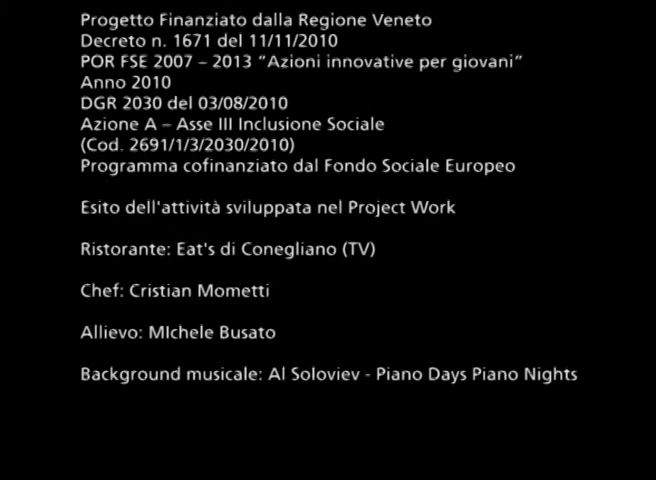 Progetto Finanziato dalla Regione Veneto
Decreto n. 1671 del 11/11/2010
POR FSE 2007 – 2013 “Azioni innovative per giovani”
Anno 2010
DGR 2030 del 03/08/2010
Azione A – Asse III Inclusione Sociale
(Cod. 2691/1/3/2030/2010)
Programma cofinanziato dal Fondo Sociale Europeo
Esito dell'attività sviluppata nel Project Work
Ristorante: Eat's di Conegliano (TV)
Chef: Cristian Mometti
Allievo: MIchele Busato
Background musicale: Al Soloviev - Piano Days Piano Nights